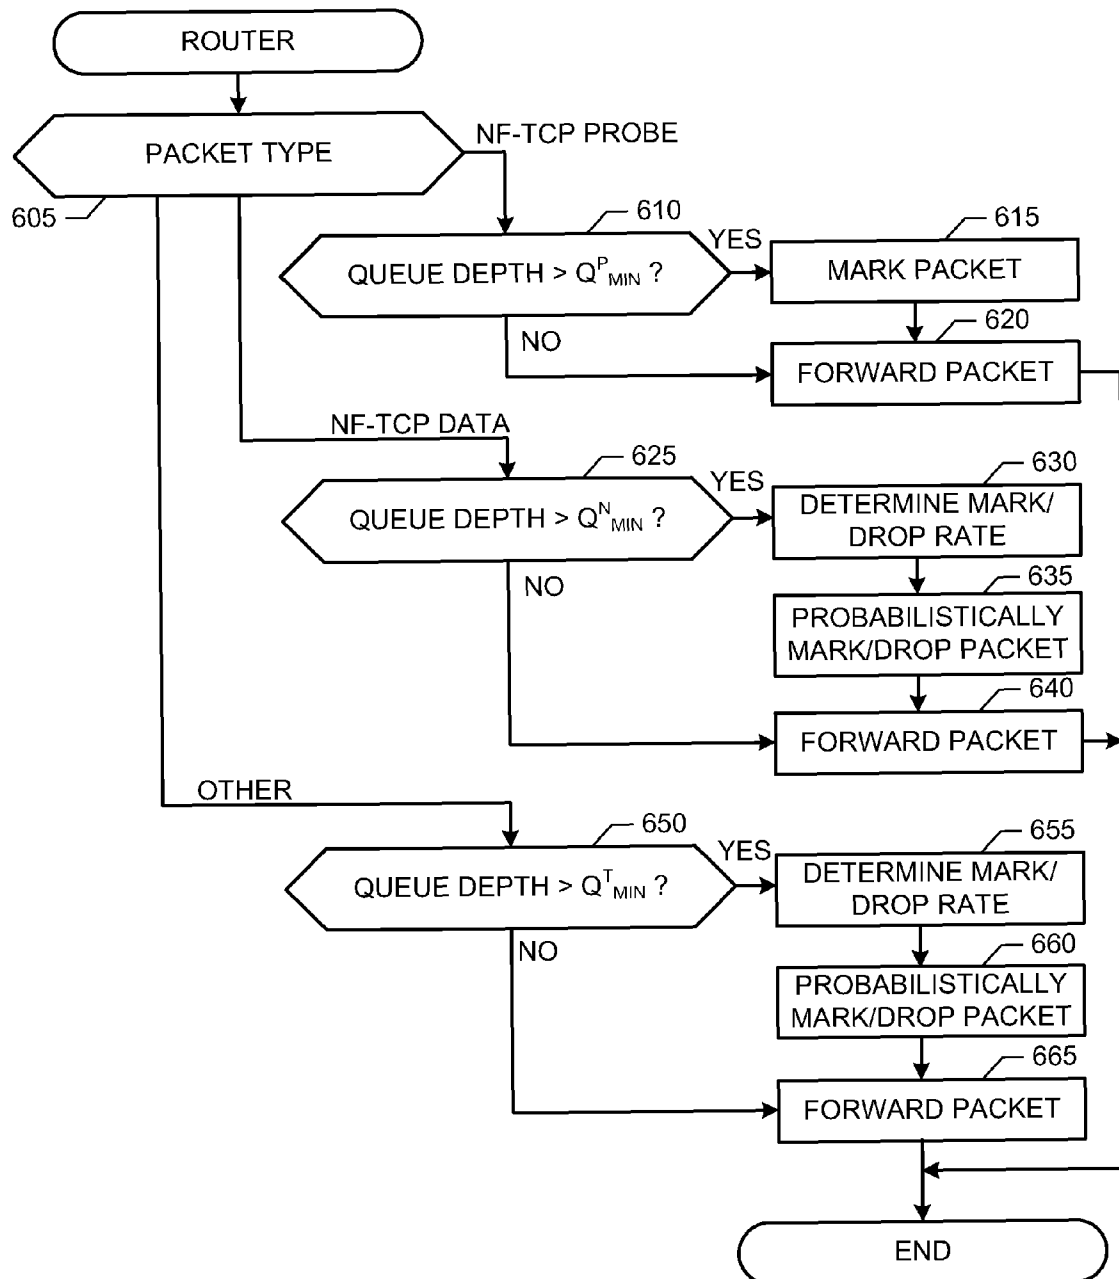 ROUTER
PACKET TYPE
NF-TCP PROBE
605
610
QUEUE DEPTH > Q^P_MIN ?
YES
615
MARK PACKET
NO
620
FORWARD PACKET
NF-TCP DATA
625
QUEUE DEPTH > Q^N_MIN ?
YES
630
DETERMINE MARK/
DROP RATE
NO
635
PROBABILISTICALLY
MARK/DROP PACKET
640
FORWARD PACKET
OTHER
650
QUEUE DEPTH > Q^T_MIN ?
YES
655
DETERMINE MARK/
DROP RATE
NO
660
PROBABILISTICALLY
MARK/DROP PACKET
665
FORWARD PACKET
END